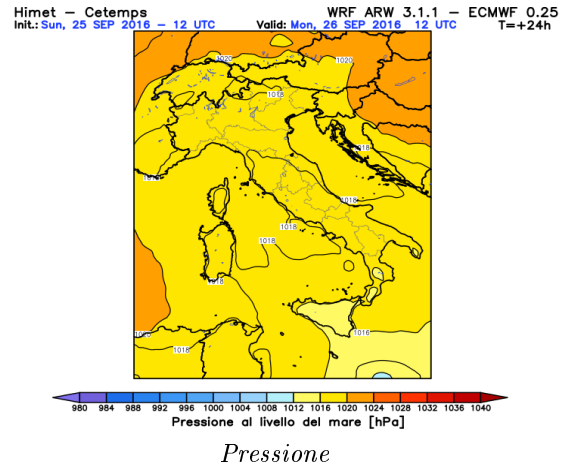 Himet – Cetemps WRF ARW 3.1.1 – ECMWF 0.25
Init.: Sun, 25 SEP 2016 – 12 UTC Valid: Mon, 26 SEP 2016 12 UTC T=+24h
1020 1020
1018
1018
1018
1018
1018
1018
1016
1018
980 984 988 992 996 1000 1004 1008 1012 1016 1020 1024 1028 1032 1036 1040
Pressione al livello del mare [hPa]
Pressione